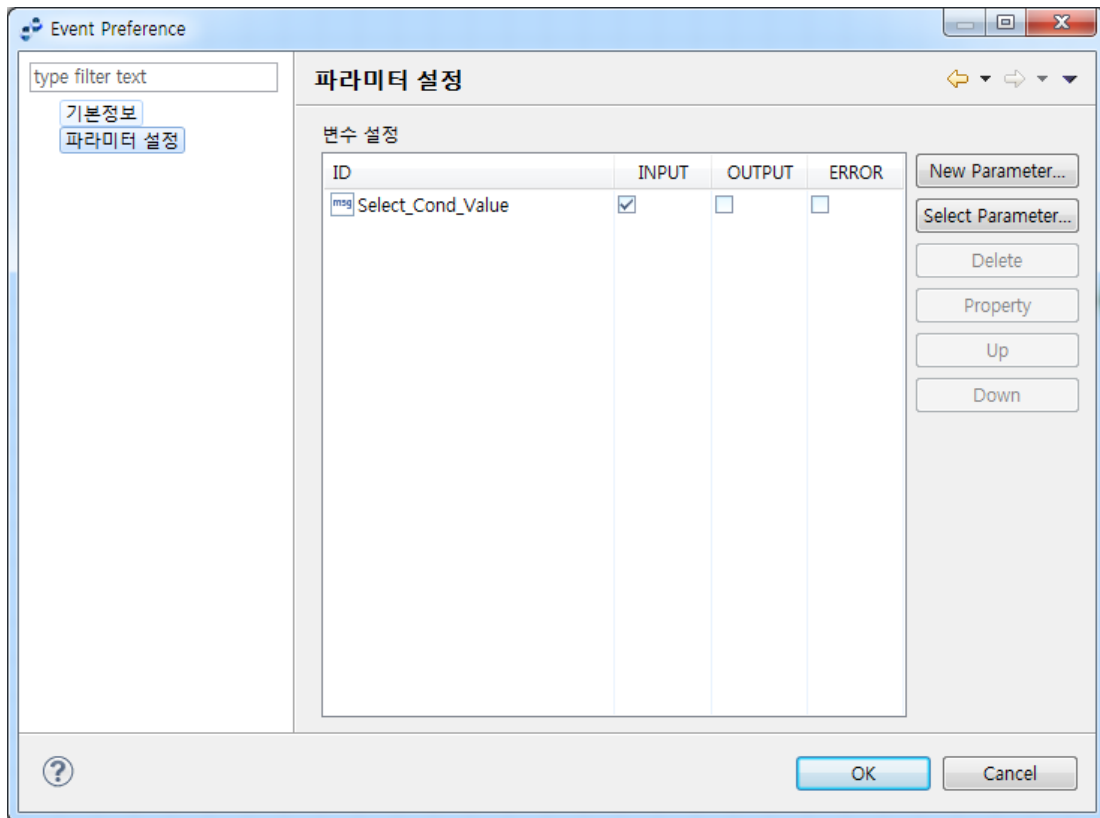 Event Preference
type filter text
기본정보
파라미터 설정
파라미터 설정
변수 설정
ID INPUT OUTPUT ERROR
msg Select_Cond_Value
New Parameter...
Select Parameter...
Delete
Property
Up
Down
?
OK Cancel